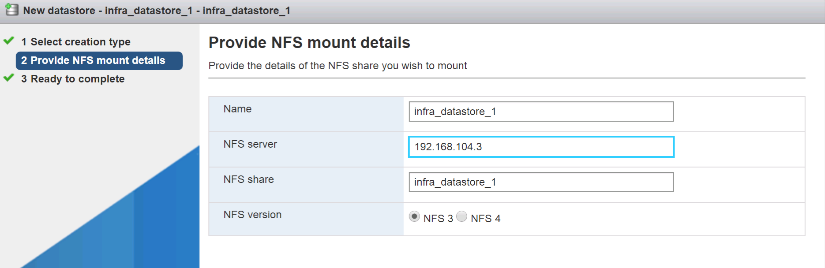 New datastore - infra_datastore_1 - infra_datastore_1
1 Select creation type
2 Provide NFS mount details
3 Ready to complete
Provide NFS mount details
Provide the details of the NFS share you wish to mount
Name infra_datastore_1
NFS server 192.168.104.3
NFS share infra_datastore_1
NFS version NFS 3 NFS 4